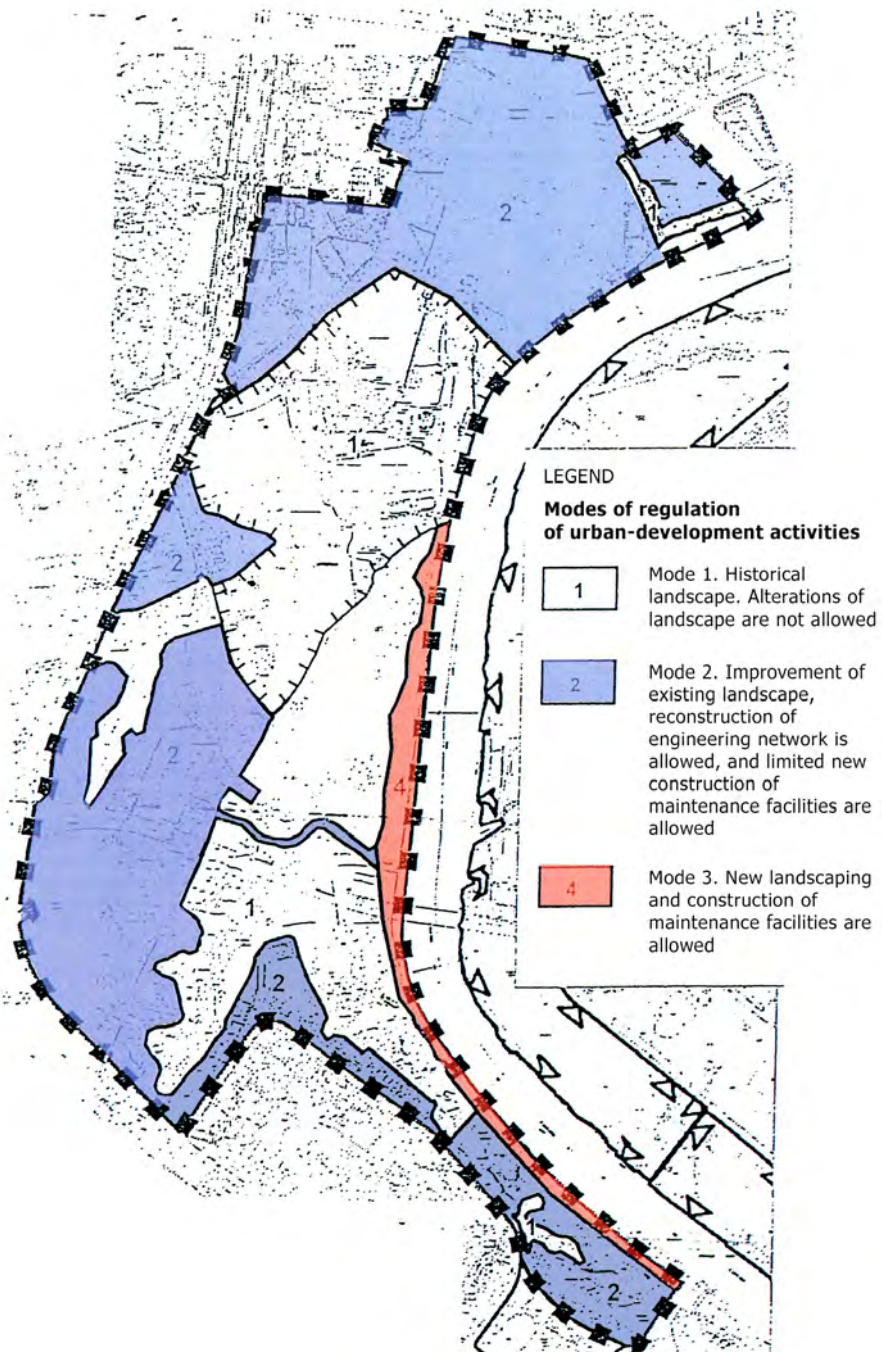 2
1
1
2
2
4
1
2
1
2
LEGEND
Modes of regulation
of urban-development activities
1
Mode 1. Historical
landscape. Alterations of
landscape are not allowed
2
Mode 2. Improvement of
existing landscape,
reconstruction of
engineering network is
allowed, and limited new
construction of
maintenance facilities are
allowed
4
Mode 3. New landscaping
and construction of
maintenance facilities are
allowed